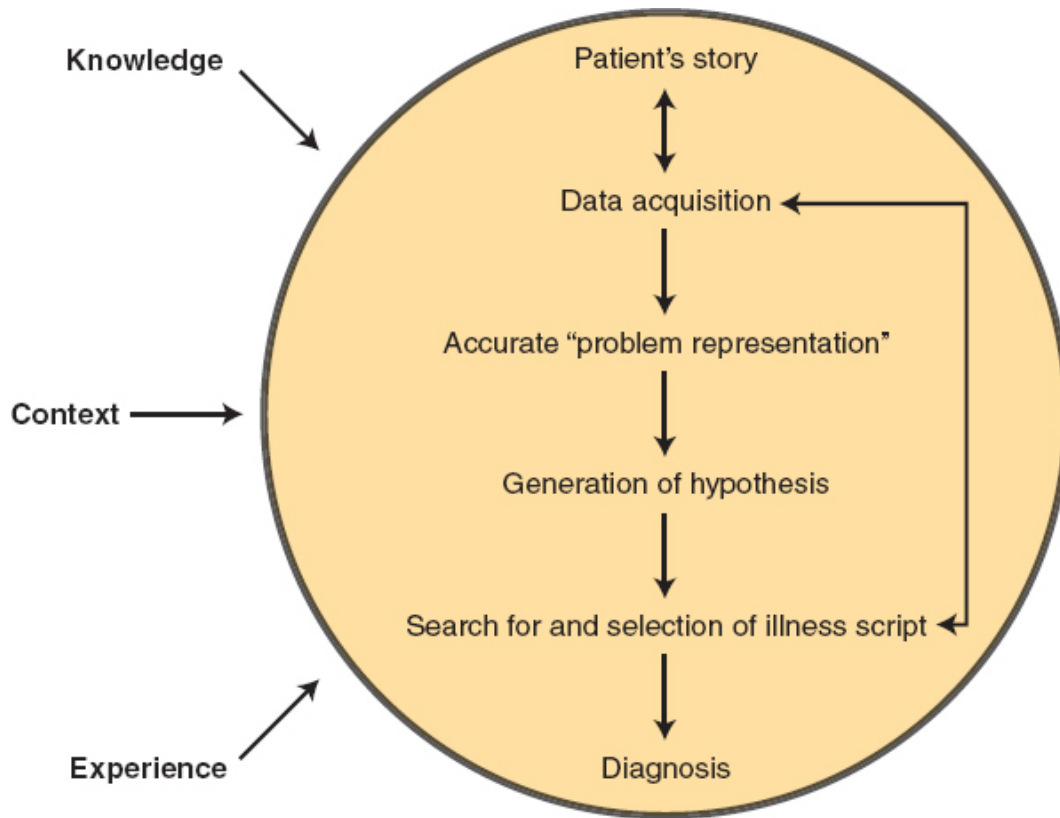 Knowledge
Patient’s story
Data acquisition
Accurate “problem representation”
Context
Generation of hypothesis
Search for and selection of illness script
Experience
Diagnosis